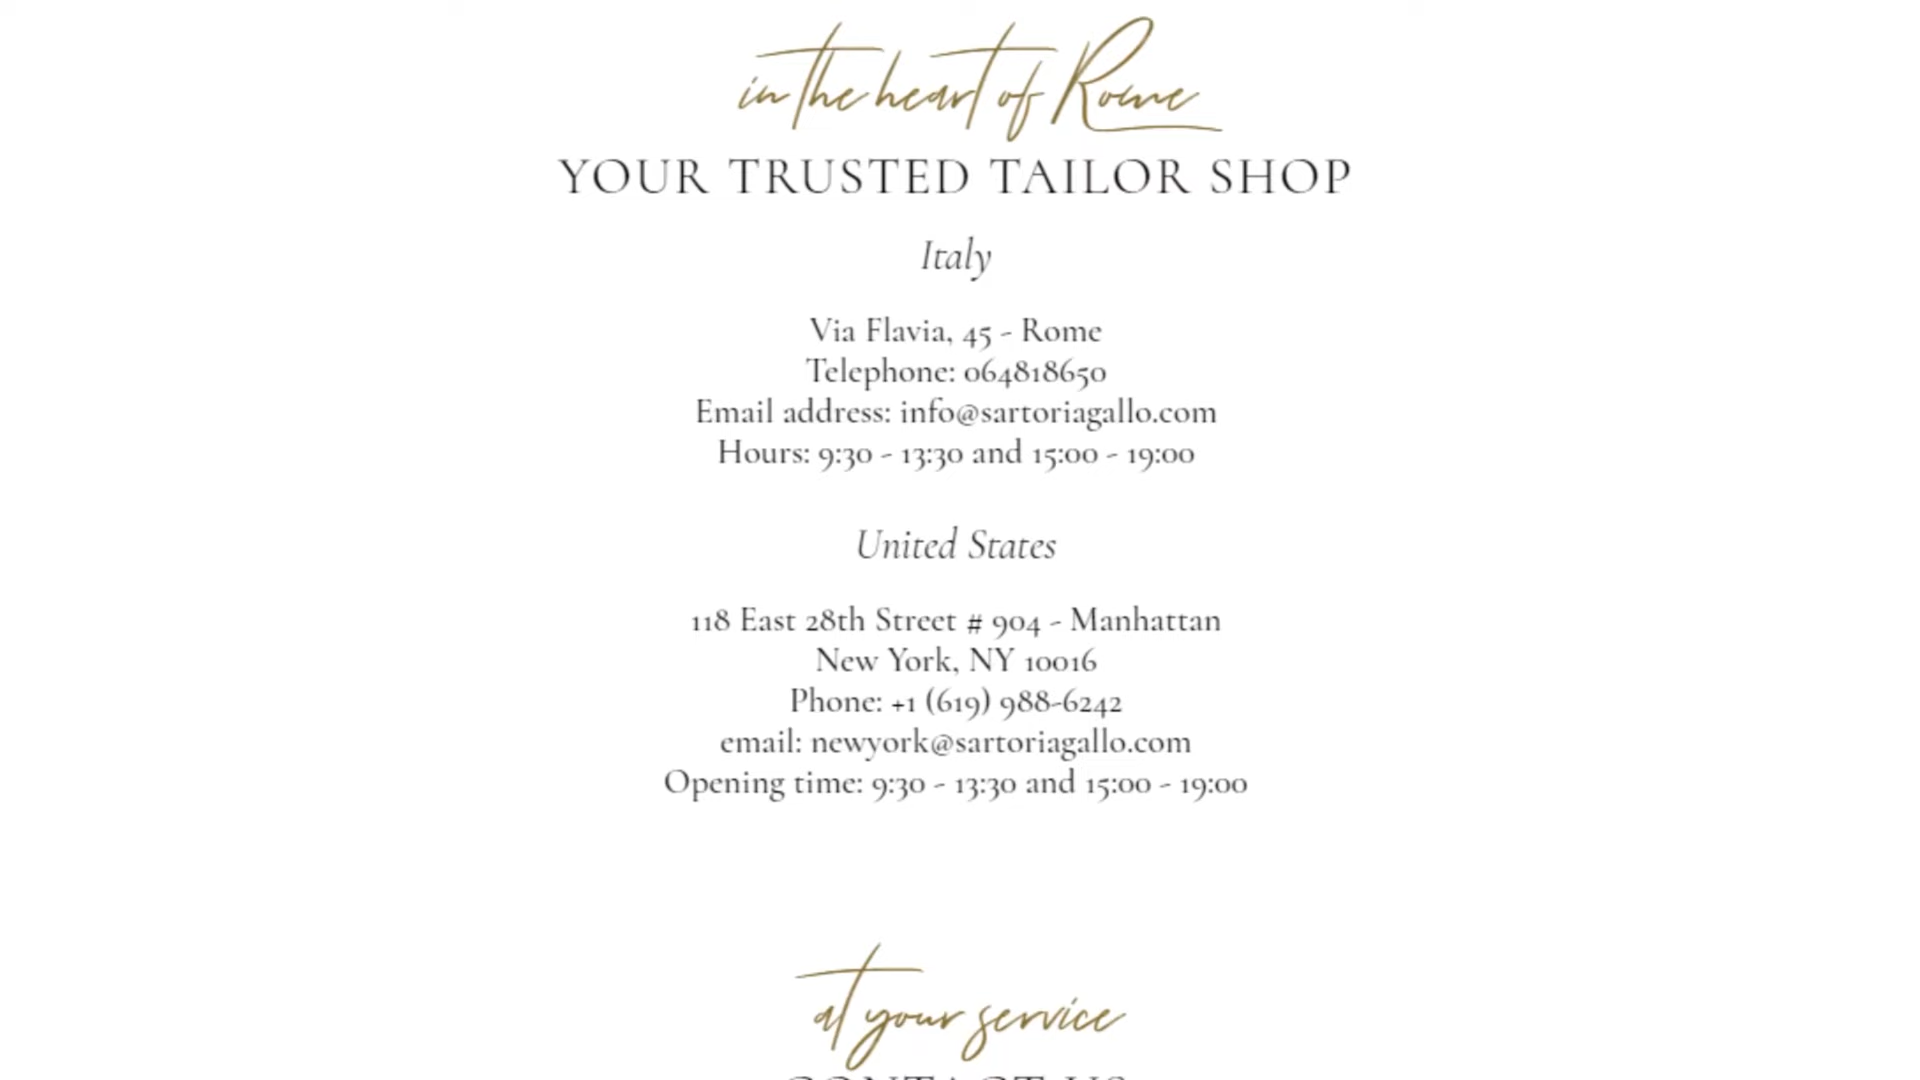 in the heart of Rome
YOUR TRUSTED TAILOR SHOP
Italy
Via Flavia, 45 - Rome
Telephone: 064818650
Email address: info@sartoriagallo.com
Hours: 9:30 - 13:30 and 15:00 - 19:00
United States
118 East 28th Street # 904 - Manhattan
New York, NY 10016
Phone: +1 (619) 988-6242
email: newyork@sartoriagallo.com
Opening time: 9:30 - 13:30 and 15:00 - 19:00
at your service
CONTACT US